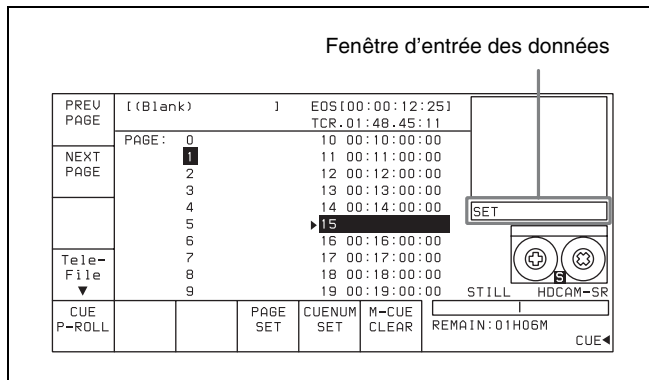 Fenêtre d'entrée des données
PREV PAGE
[(Blank) ] EOS[00:00:12:25]
TCR.01:48.45:11
NEXT PAGE
PAGE: 0 10 00:10:00:00
1 11 00:11:00:00
2 12 00:12:00:00
3 13 00:13:00:00
4 14 00:14:00:00
5 ▶15
6 16 00:16:00:00
7 17 00:17:00:00
8 18 00:18:00:00
9 19 00:19:00:00
SET
Tele-File ▼
S
STILL HDCAM-SR
CUE P-ROLL
PAGE SET
CUENUM SET
M-CUE CLEAR
REMAIN:01H06M
CUE◀